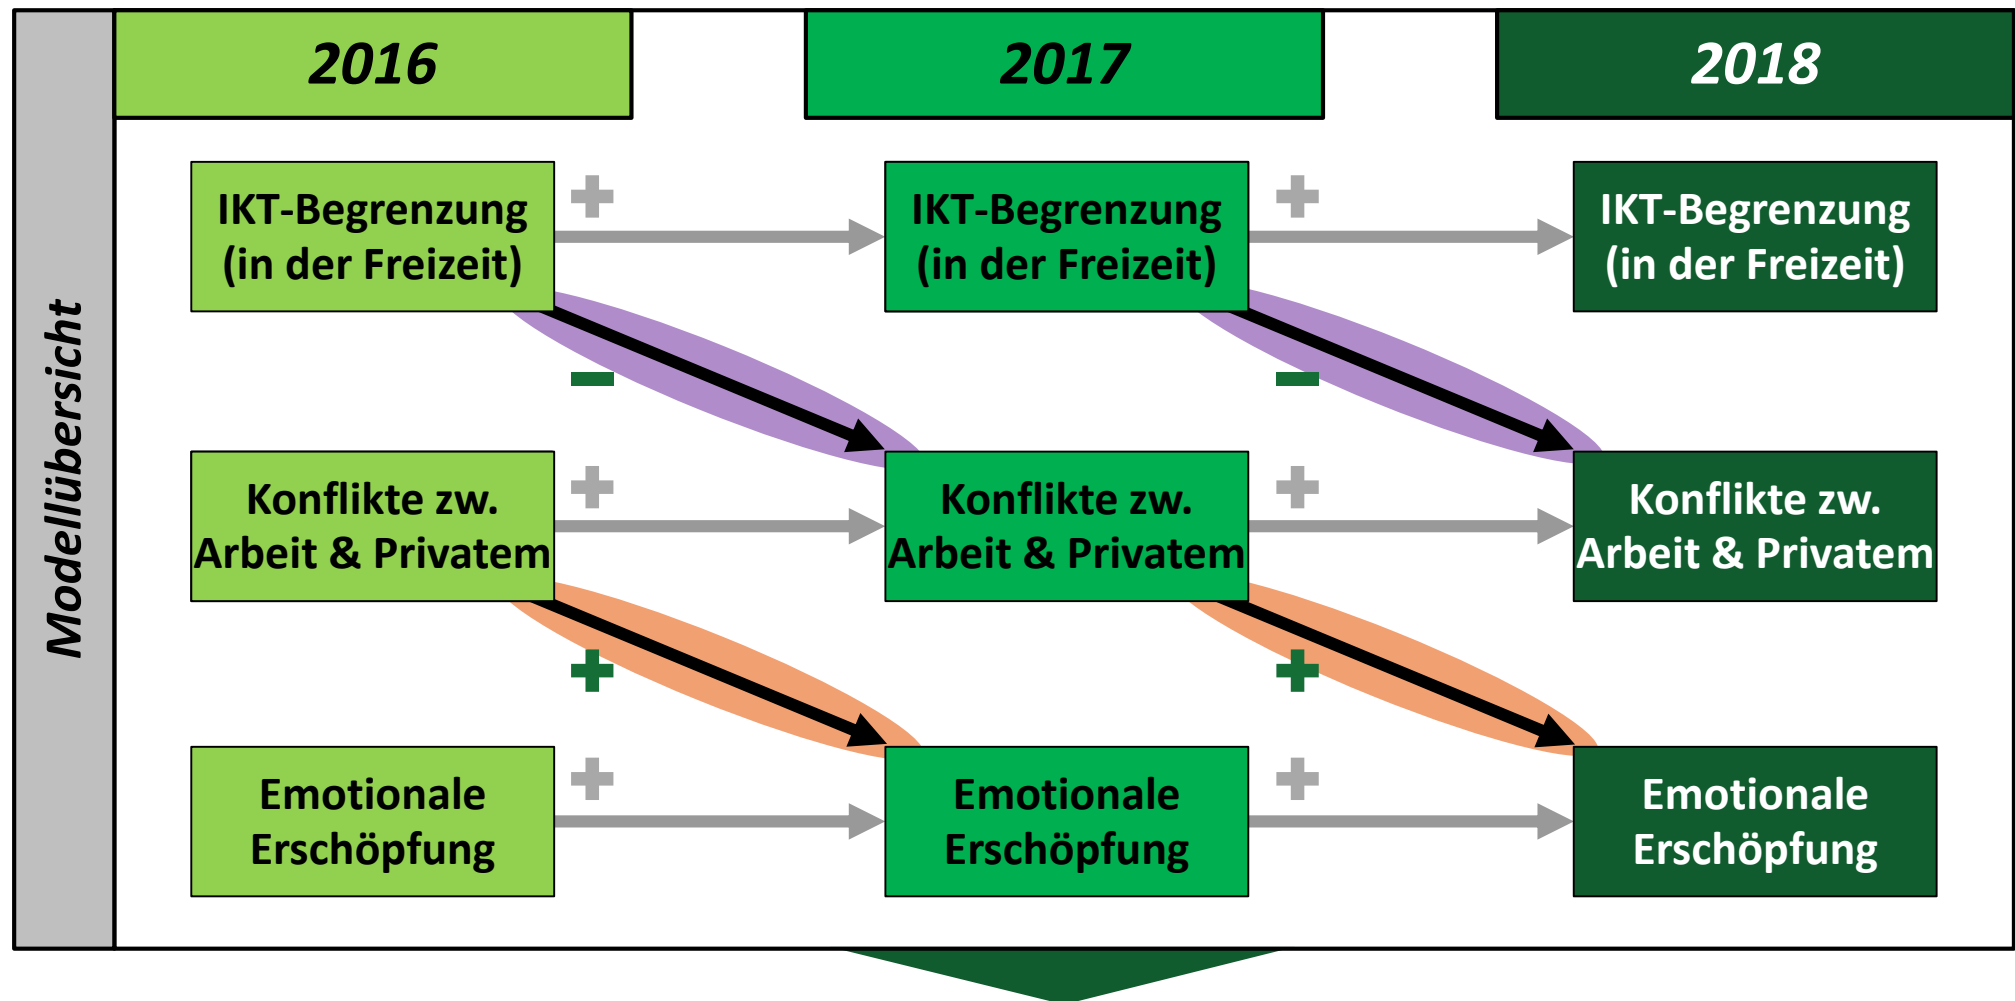 Modellübersicht
2016
2017
2018
IKT-Begrenzung
(in der Freizeit)
+
IKT-Begrenzung
(in der Freizeit)
+
IKT-Begrenzung
(in der Freizeit)
−
−
Konflikte zw.
Arbeit & Privatem
+
Konflikte zw.
Arbeit & Privatem
+
Konflikte zw.
Arbeit & Privatem
+
+
Emotionale
Erschöpfung
+
Emotionale
Erschöpfung
+
Emotionale
Erschöpfung